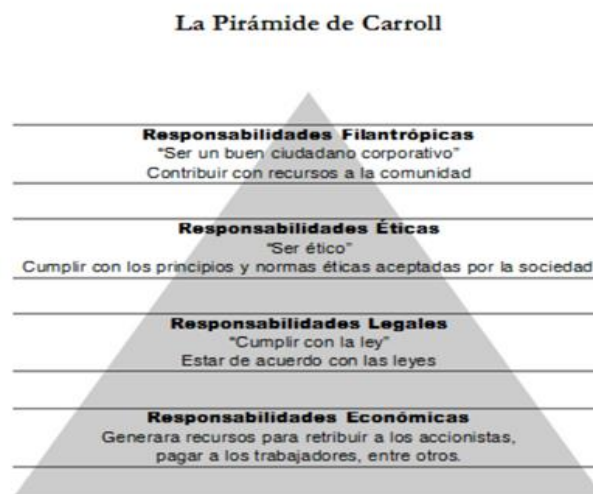 La Pirámide de Carroll
Responsabilidades Filantrópicas
“Ser un buen ciudadano corporativo”
Contribuir con recursos a la comunidad
Responsabilidades Éticas
“Ser ético”
Cumplir con los principios y normas éticas aceptadas por la sociedad
Responsabilidades Legales
“Cumplir con la ley”
Estar de acuerdo con las leyes
Responsabilidades Económicas
Generara recursos para retribuir a los accionistas,
pagar a los trabajadores, entre otros.